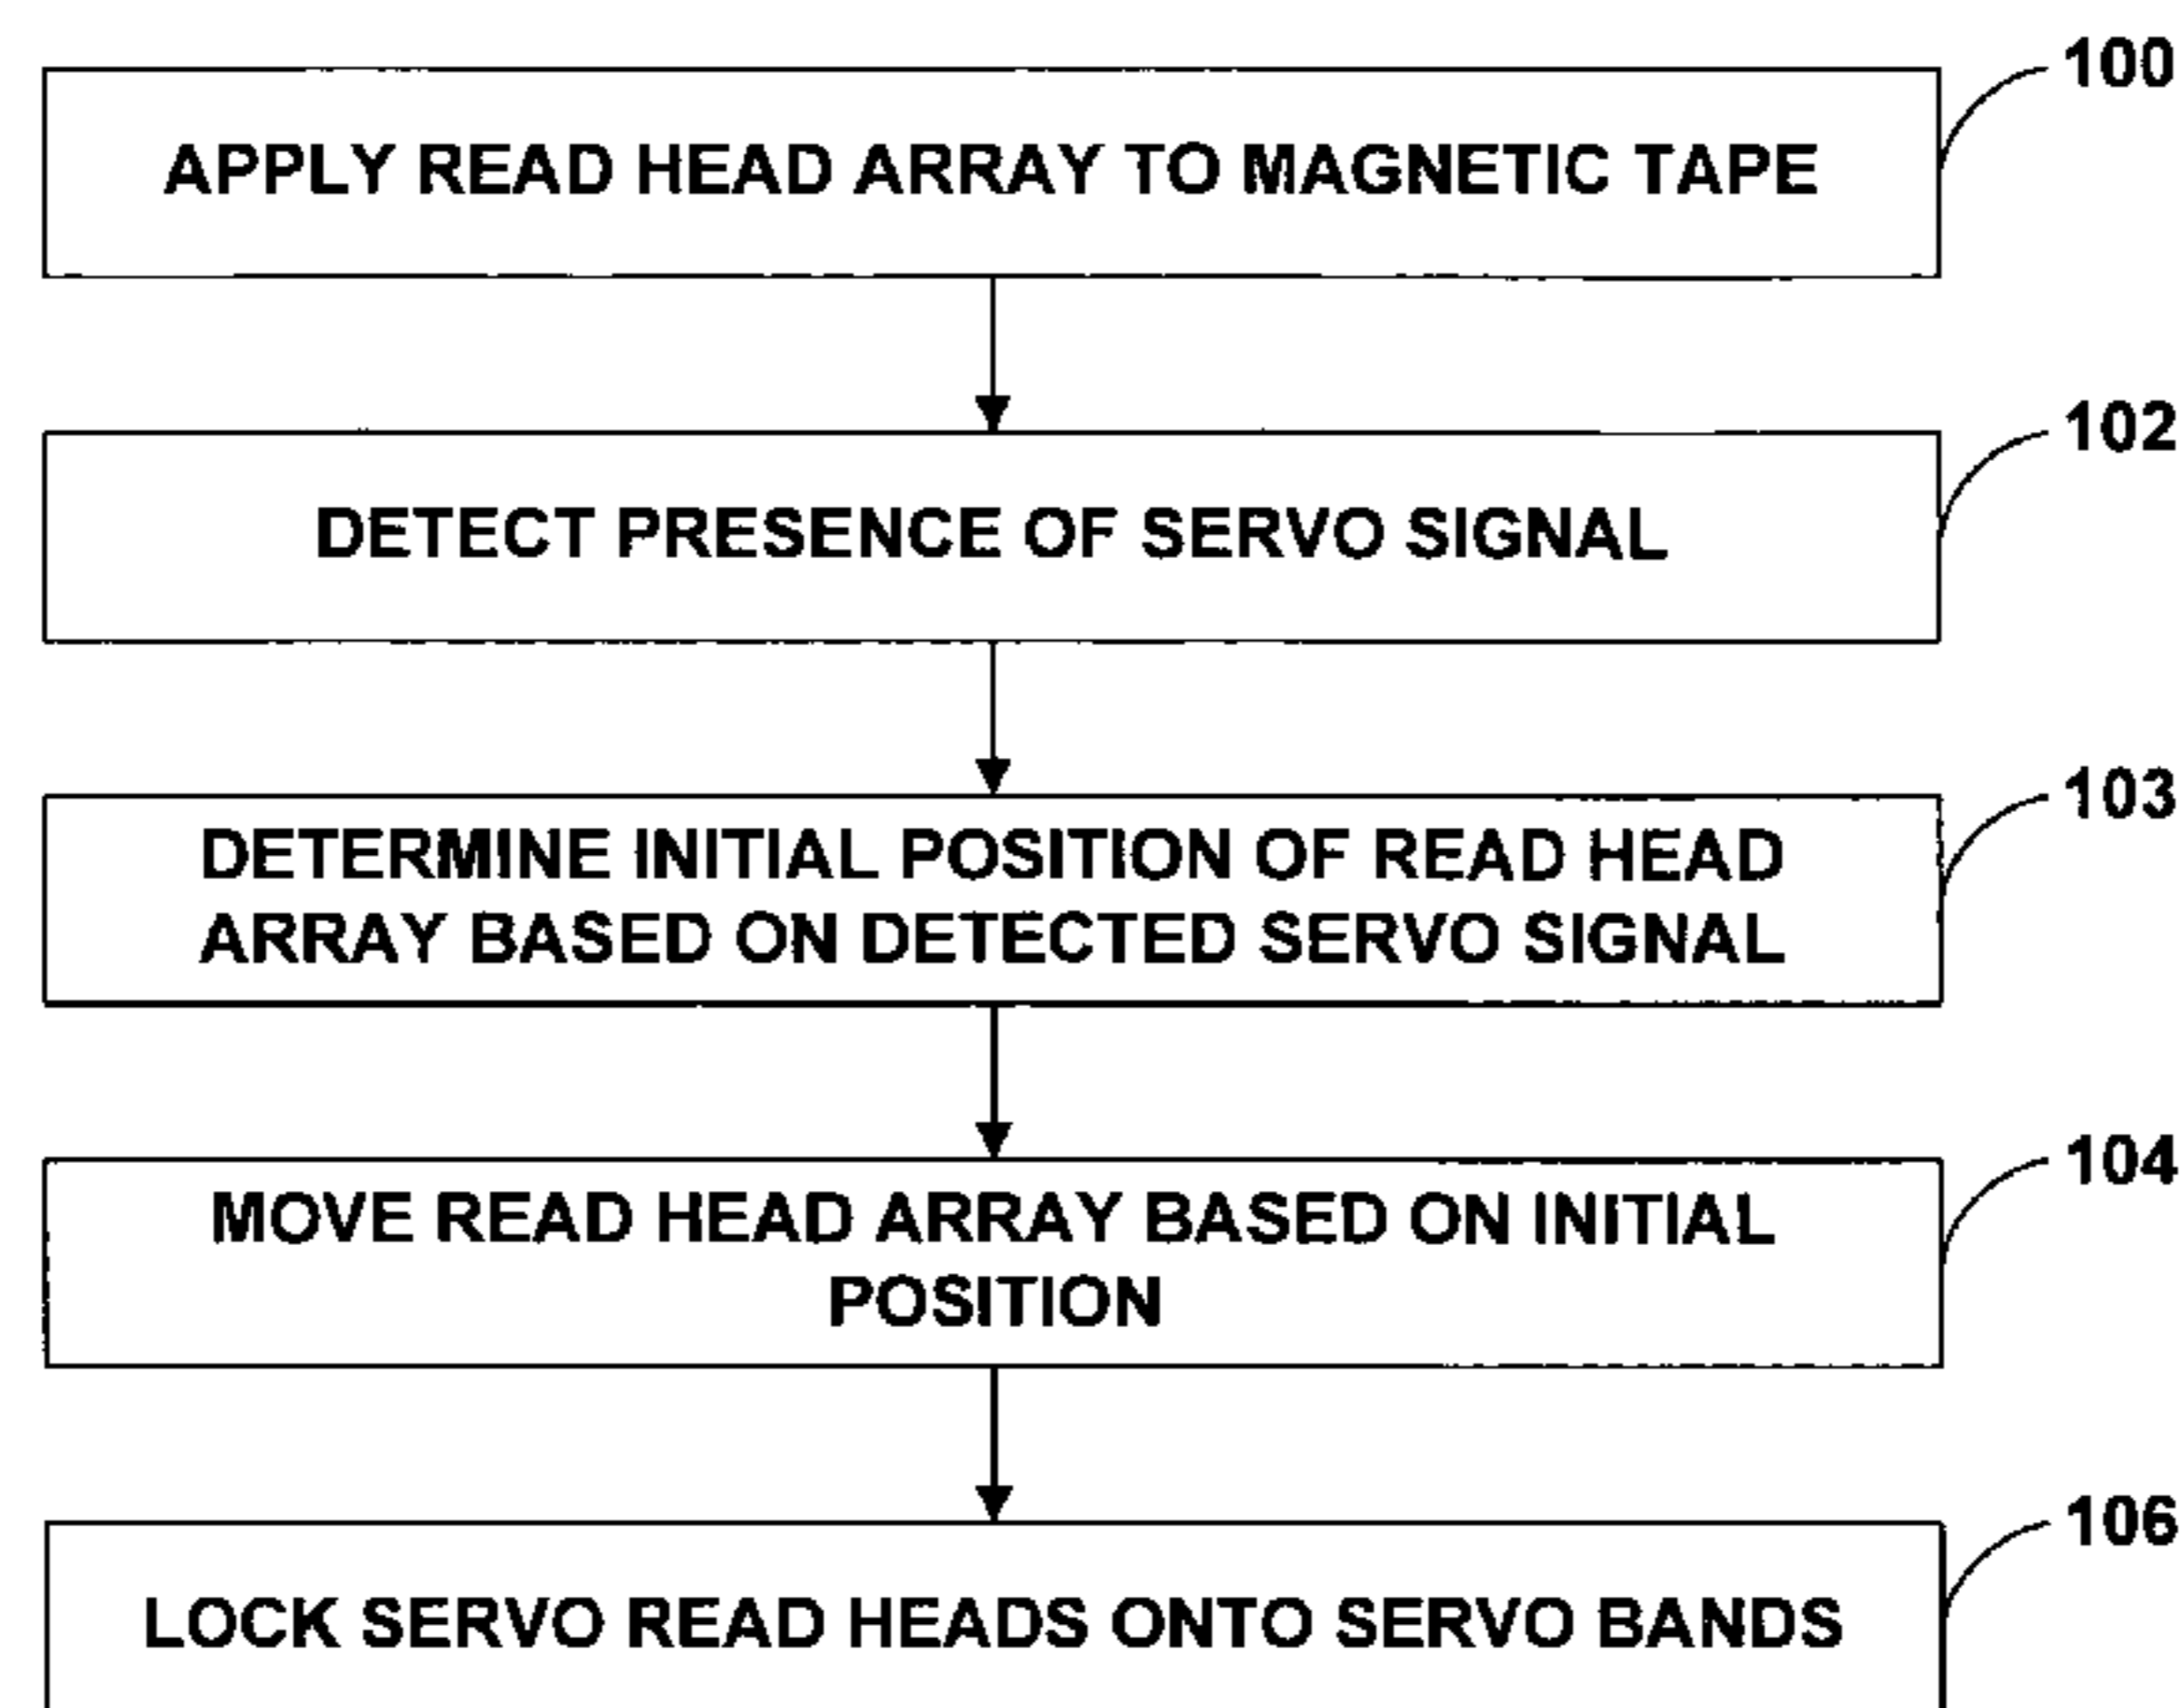 100
APPLY READ HEAD ARRAY TO MAGNETIC TAPE
102
DETECT PRESENCE OF SERVO SIGNAL
103
DETERMINE INITIAL POSITION OF READ HEAD
ARRAY BASED ON DETECTED SERVO SIGNAL
104
MOVE READ HEAD ARRAY BASED ON INITIAL
POSITION
106
LOCK SERVO READ HEADS ONTO SERVO BANDS